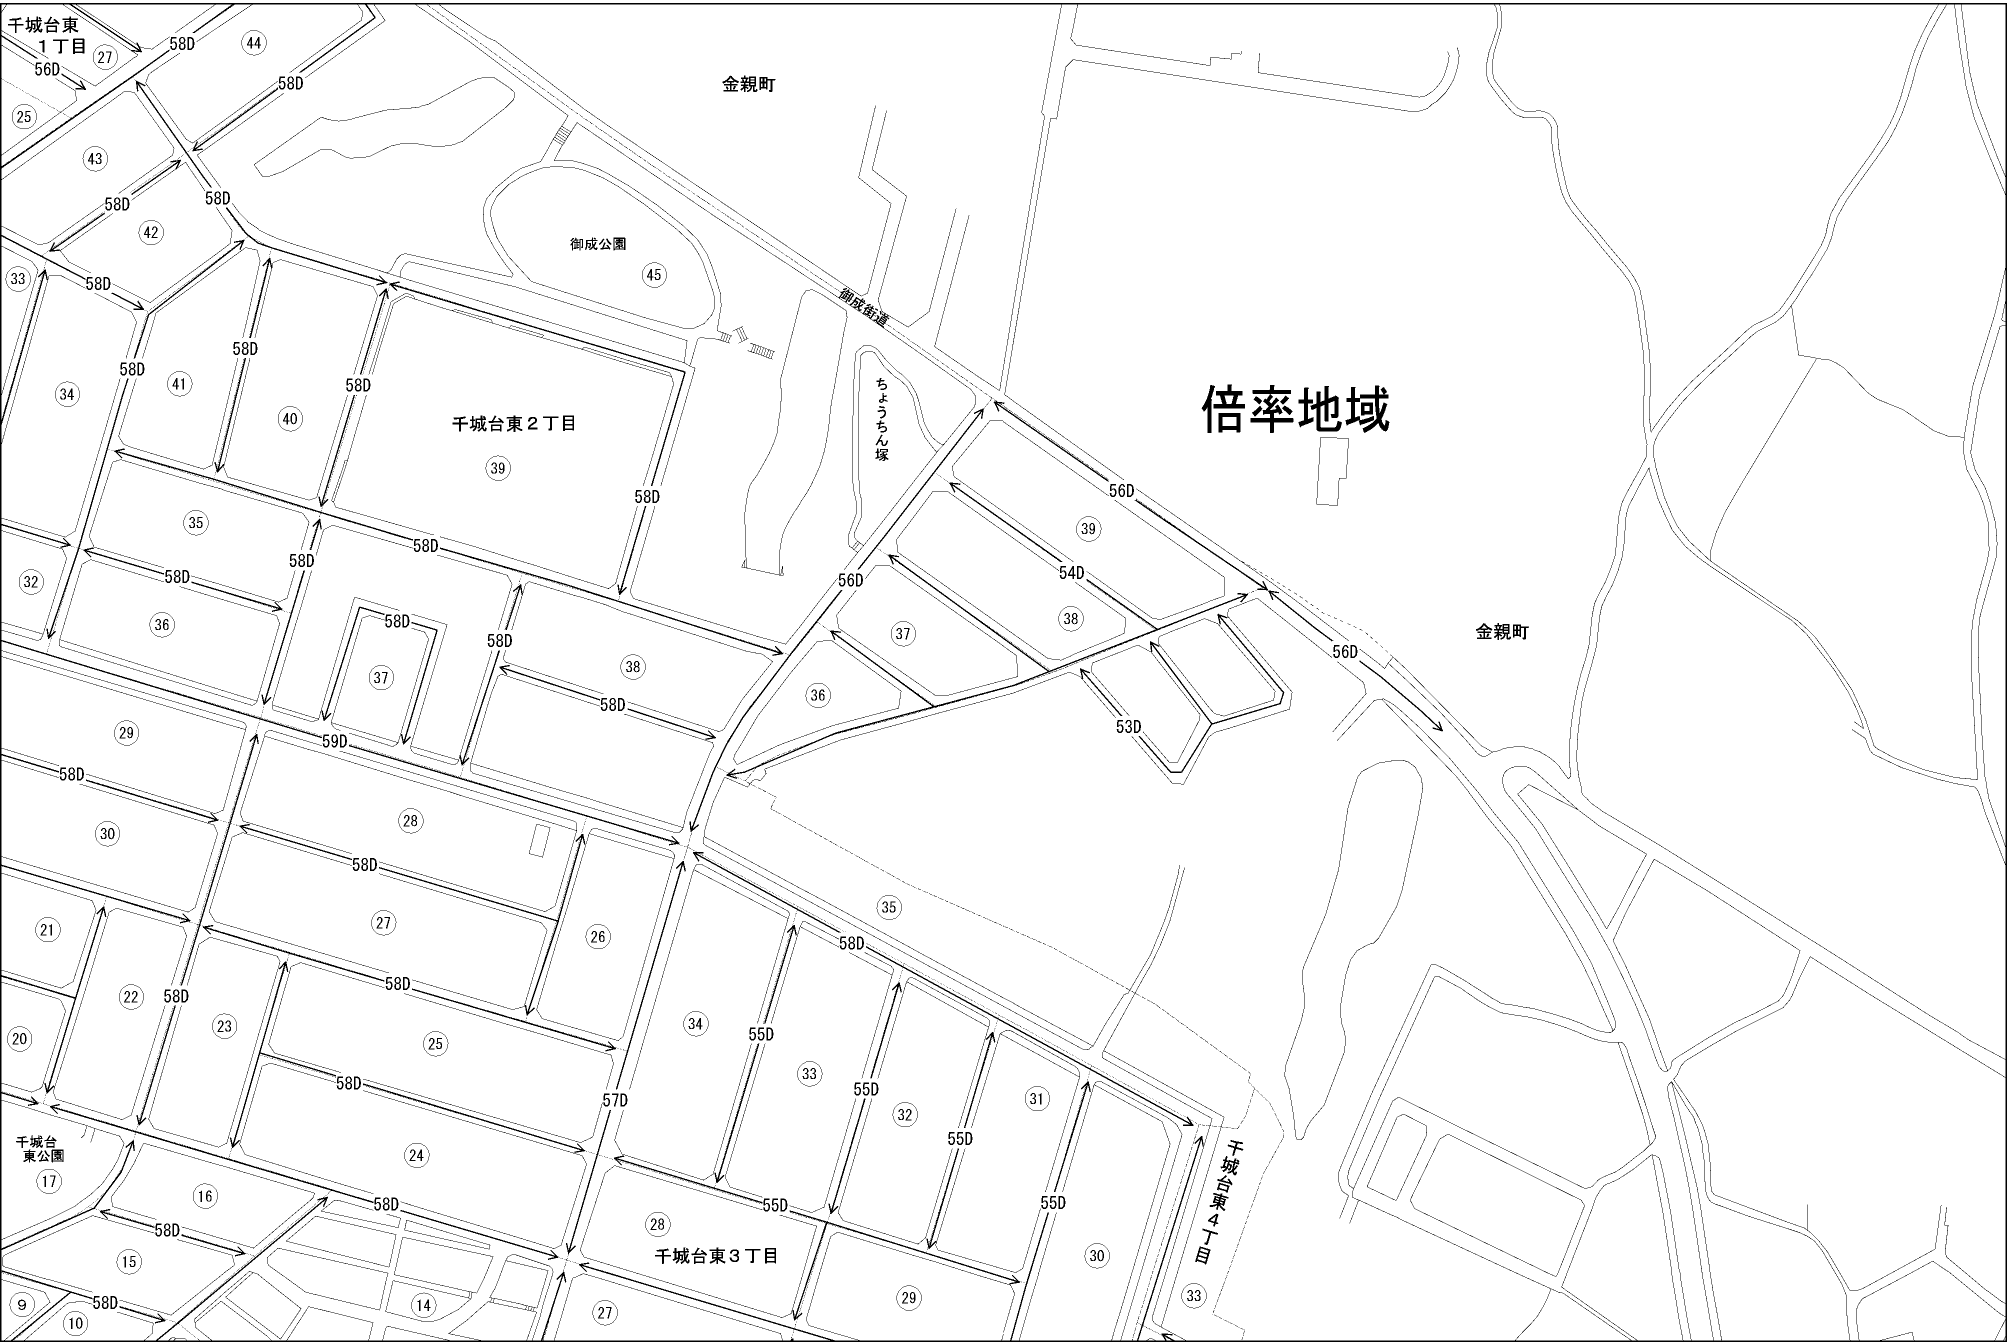 千城台東
１丁目
27
58D
44
56D
58D
25
金親町
43
58D
58D
42
御成公園
45
33
58D
御成街道
58D
58D
58D
34
41
40
ちょうちん塚
倍率地域
千城台東２丁目
39
58D
56D
35
58D
58D
39
58D
56D
54D
32
36
58D
58D
38
37
金親町
37
38
56D
36
58D
29
59D
53D
58D
28
30
58D
35
21
27
26
58D
58D
22
58D
23
34
55D
20
25
33
58D
55D
57D
32
31
55D
千城台
東公園
24
千城台東４丁目
17
16
58D
55D
55D
58D
28
千城台東３丁目
30
15
29
33
9
58D
14
27
10